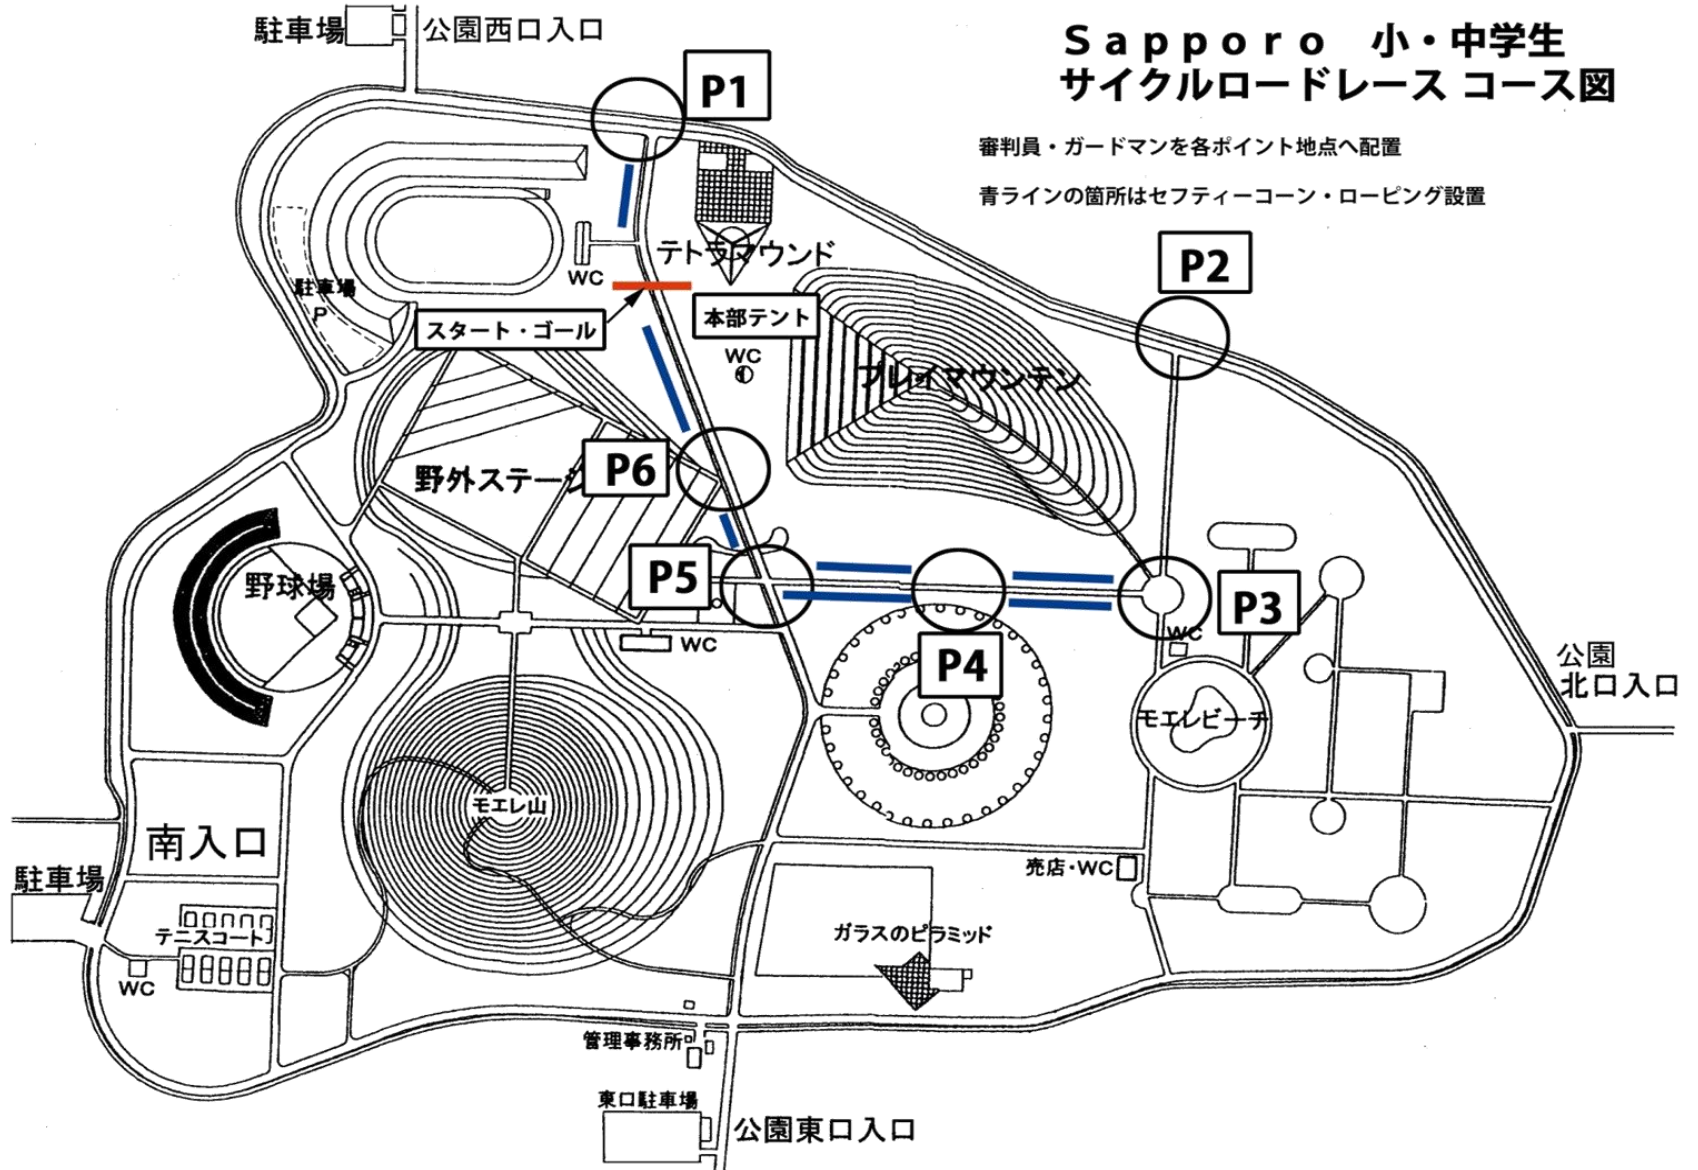 駐車場 公園西口入口
Ｓａｐｐｏｒｏ　小・中学生
サイクルロードレース コース図
審判員・ガードマンを各ポイント地点へ配置
青ラインの箇所はセフティーコーン・ローピング設置
P1
テトラマウンド
WC
P2
駐車場
P
スタート・ゴール
本部テント
WC
プレイマウンテン
野外ステージ
P6
P5
野球場
P3
WC
WC
P4
公園
北口入口
モエレビーチ
モエレ山
南入口
売店・WC
駐車場
テニスコート
ガラスのピラミッド
WC
管理事務所
東口駐車場
公園東口入口